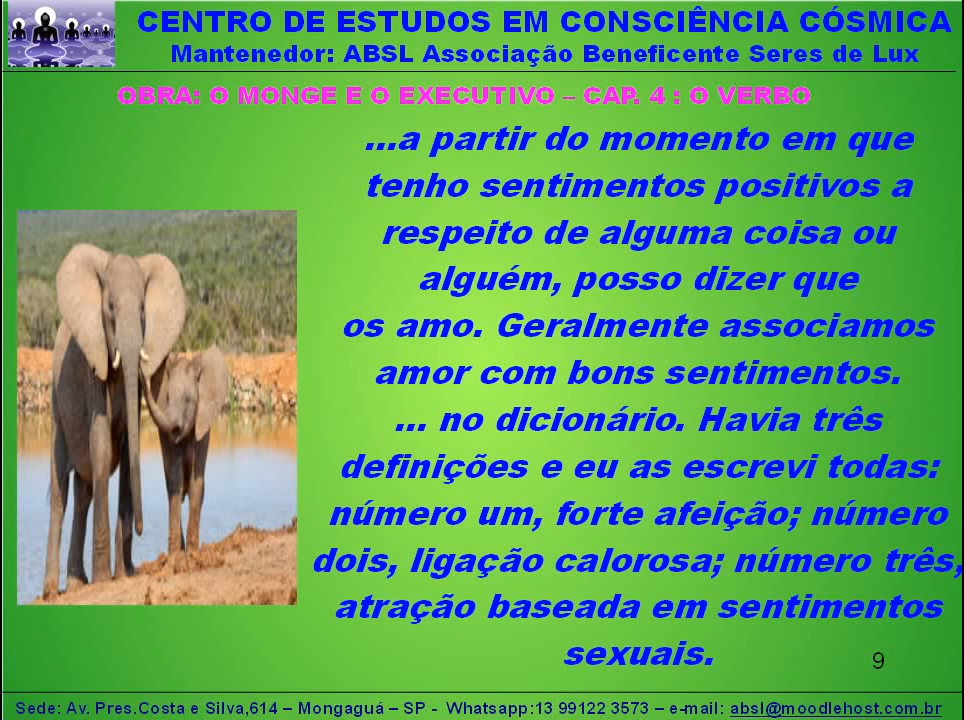 CENTRO DE ESTUDOS EM CONSCIÊNCIA CÓSMICA
Mantenedor: ABSL Associação Beneficente Seres de Lux
OBRA: O MONGE E O EXECUTIVO – CAP. 4 : O VERBO
...a partir do momento em que
tenho sentimentos positivos a
respeito de alguma coisa ou
alguém, posso dizer que
os amo. Geralmente associamos
amor com bons sentimentos.
... no dicionário. Havia três
definições e eu as escrevi todas:
número um, forte afeição; número
dois, ligação calorosa; número três,
atração baseada em sentimentos
sexuais.
9
Sede: Av. Pres.Costa e Silva,614 – Mongaguá – SP - Whatsapp:13 99122 3573 – e-mail: absl@moodlehost.com.br